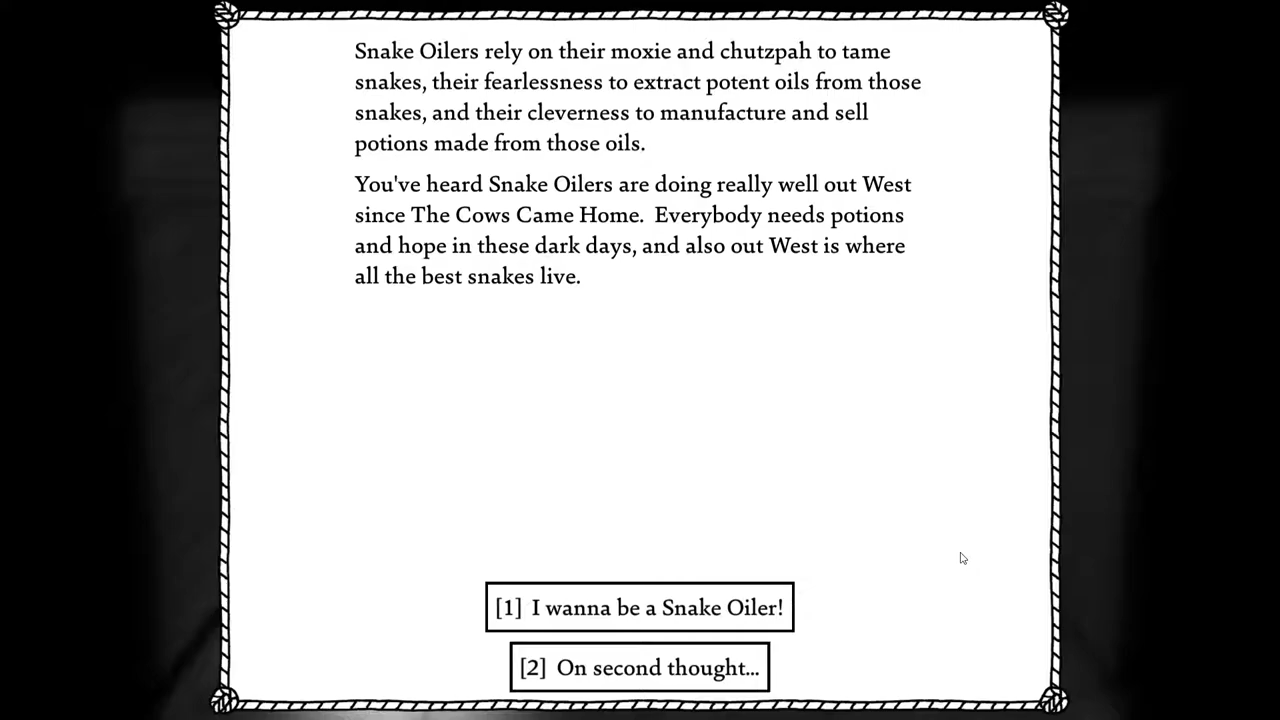 Snake Oilers rely on their moxie and chutzpah to tame
snakes, their fearlessness to extract potent oils from those
snakes, and their cleverness to manufacture and sell
potions made from those oils.
You've heard Snake Oilers are doing really well out West
since The Cows Came Home.  Everybody needs potions
and hope in these dark days, and also out West is where
all the best snakes live.
[1] I wanna be a Snake Oiler!
[2] On second thought...